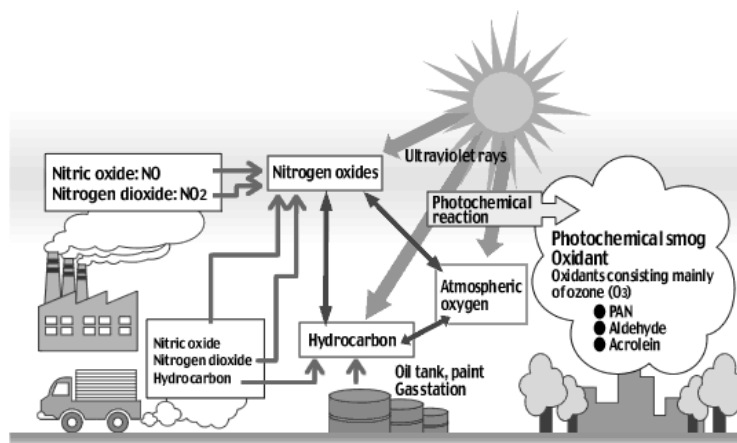 Ultraviolet rays
Nitric oxide: NO
Nitrogen dioxide: NO2
Nitrogen oxides
Photochemical
reaction
Photochemical smog
Oxidant
Oxidants consisting mainly
of ozone (O3)
● PAN
● Aldehyde
● Acrolein
Atmospheric
oxygen
Hydrocarbon
Nitric oxide
Nitrogen dioxide
Hydrocarbon
Oil tank, paint
Gas station